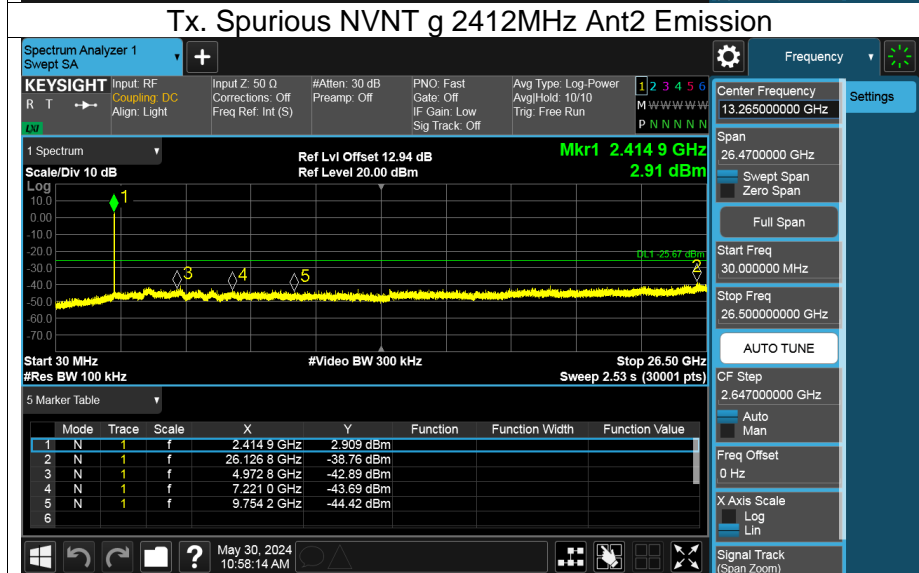 Tx. Spurious NVNT g 2412MHz Ant2 Emission
Spectrum Analyzer 1
Swept SA
+
Frequency
KEYSIGHT
R T
LXI
Input: RF
Coupling: DC
Align: Light
Input Z: 50 Ω
Corrections: Off
Freq Ref: Int (S)
#Atten: 30 dB
Preamp: Off
PNO: Fast
Gate: Off
IF Gain: Low
Sig Track: Off
Avg Type: Log-Power
Avg|Hold: 10/10
Trig: Free Run
1 2 3 4 5 6
M W W W W W
P N N N N N
1 Spectrum
Scale/Div 10 dB
Ref Lvl Offset 12.94 dB
Ref Level 20.00 dBm
Mkr1 2.414 9 GHz
2.91 dBm
Log
10.0
0.00
-10.0
-20.0
-30.0
-40.0
-50.0
-60.0
-70.0
1
3
4
5
2
DL1 -25.67 dBm
Start 30 MHz
#Res BW 100 kHz
#Video BW 300 kHz
Stop 26.50 GHz
Sweep 2.53 s (30001 pts)
5 Marker Table
Mode Trace Scale X Y Function Function Width Function Value
1 N 1 f 2.414 9 GHz 2.909 dBm
2 N 1 f 26.126 8 GHz -38.76 dBm
3 N 1 f 4.972 8 GHz -42.89 dBm
4 N 1 f 7.221 0 GHz -43.69 dBm
5 N 1 f 9.754 2 GHz -44.42 dBm
6
?
May 30, 2024
10:58:14 AM
Center Frequency
13.265000000 GHz
Settings
Span
26.4700000 GHz
Swept Span
Zero Span
Full Span
Start Freq
30.000000 MHz
Stop Freq
26.500000000 GHz
AUTO TUNE
CF Step
2.647000000 GHz
Auto
Man
Freq Offset
0 Hz
X Axis Scale
Log
Lin
Signal Track
(Span Zoom)